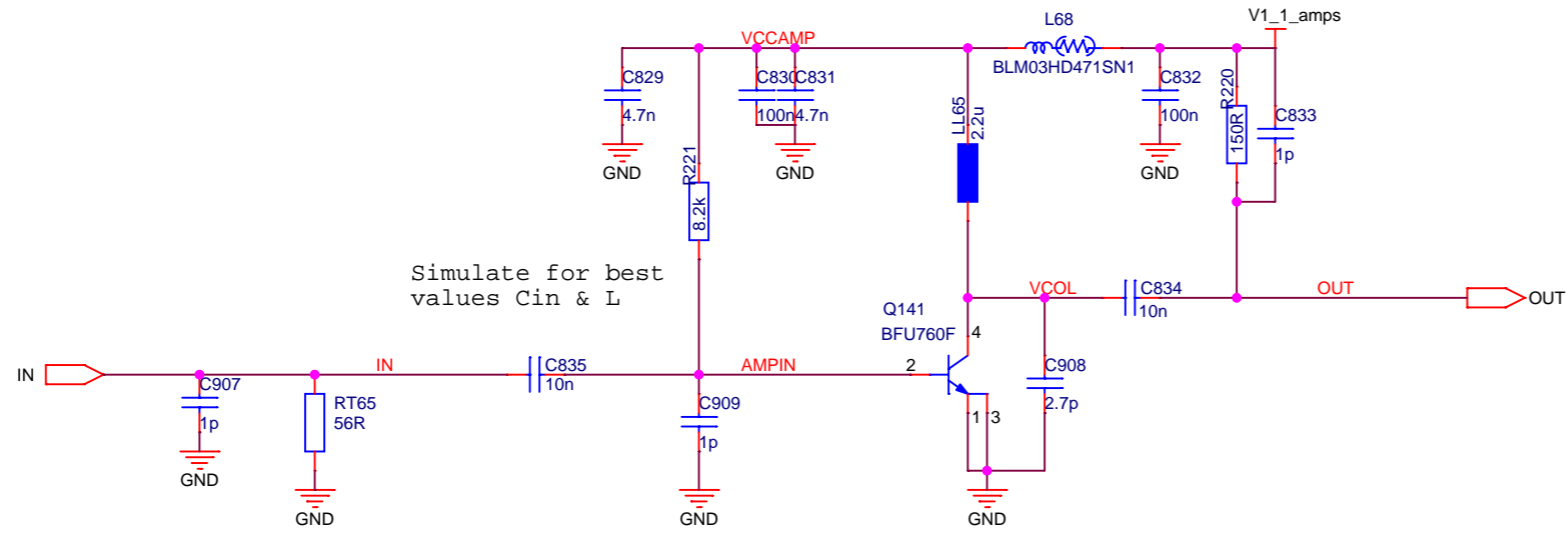 V1_1_amps
L68
VCCAMP
BLM03HD471SN1
C829
4.7n
C830
100n
C831
4.7n
LL65
2.2u
C832
100n
R220
150R
C833
1p
GND
GND
GND
R221
8.2k
Simulate for best
values Cin & L
VCOL
C834
10n
OUT
OUT
Q141
BFU760F
4
IN
IN
C835
10n
AMPIN
2
C907
1p
RT65
56R
C909
1p
1
3
C908
2.7p
GND
GND
GND
GND